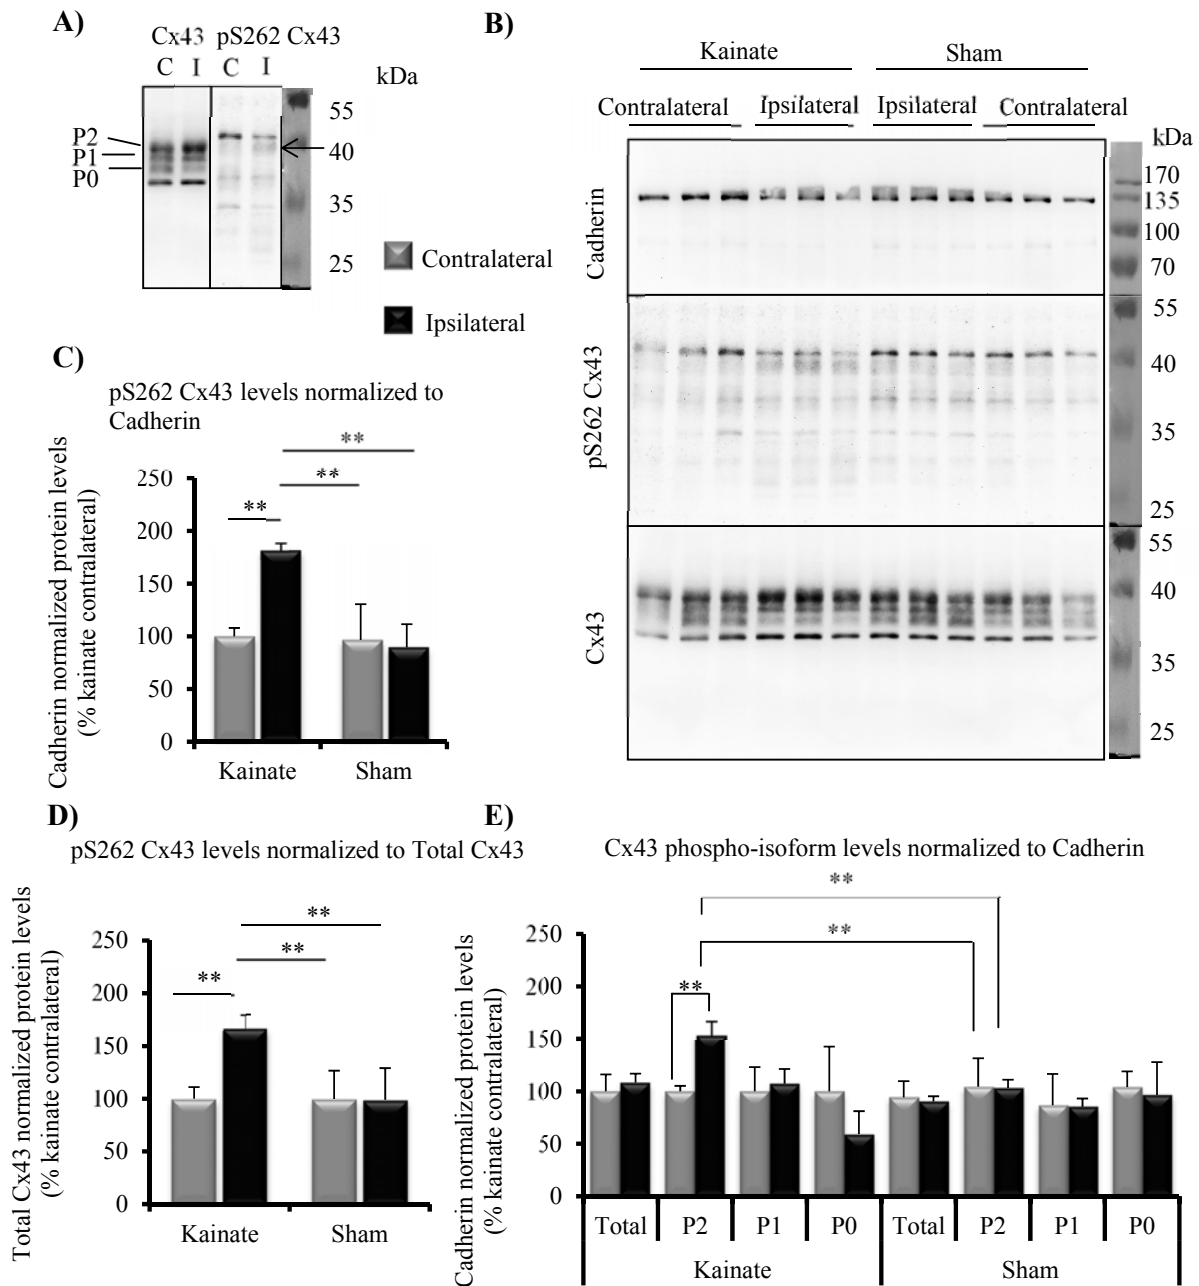 A)
Cx43 pS262 Cx43
C I C I
kDa
55
40
35
25
P2
P1
P0
Contralateral
Ipsilateral
B)
Kainate Sham
Contralateral Ipsilateral Ipsilateral Contralateral
kDa
Cadherin
170
135
100
70
pS262 Cx43
55
40
35
25
Cx43
55
40
35
25
C)
pS262 Cx43 levels normalized to
Cadherin
Cadherin normalized protein levels
(% kainate contralateral)
250
200
150
100
50
0
**
**
**
Kainate Sham
D)
pS262 Cx43 levels normalized to Total Cx43
Total Cx43 normalized protein levels
(% kainate contralateral)
250
200
150
100
50
0
**
**
**
Kainate Sham
E)
Cx43 phospho-isoform levels normalized to Cadherin
Cadherin normalized protein levels
(% kainate contralateral)
250
200
150
100
50
0
**
**
**
Total P2 P1 P0 Total P2 P1 P0
Kainate Sham